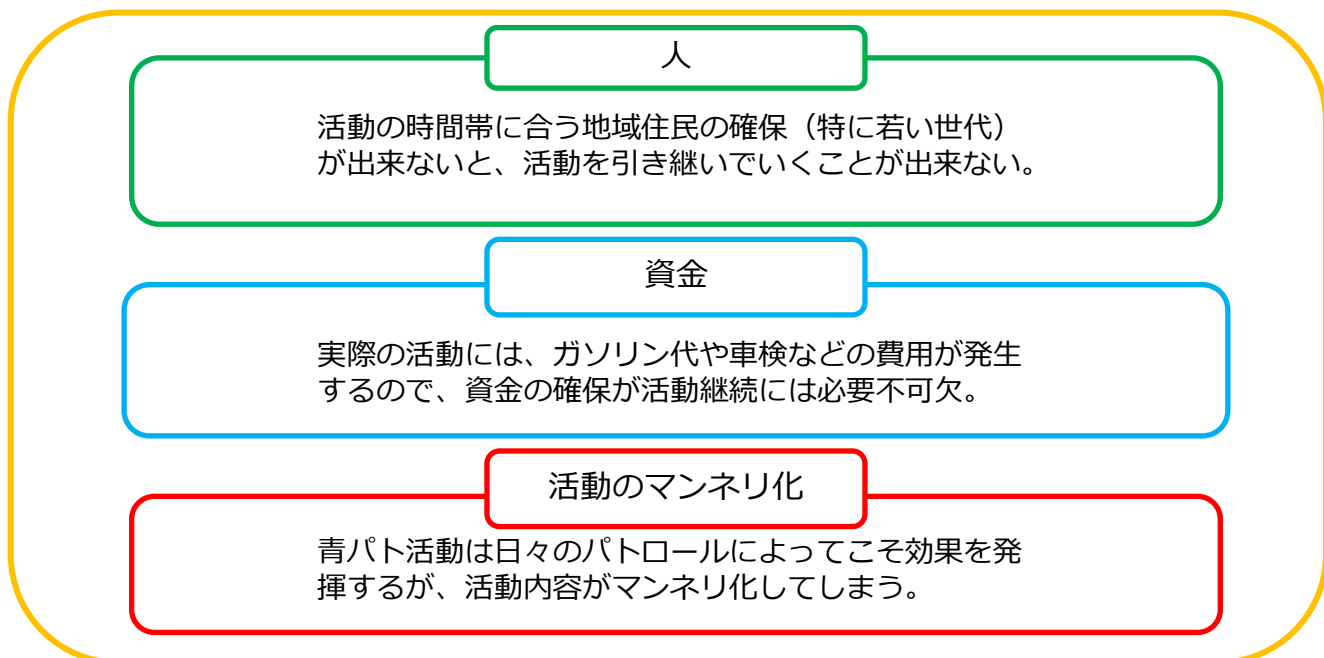 人
活動の時間帯に合う地域住民の確保（特に若い世代）
が出来ないと、活動を引き継いでいくことが出来ない。
資金
実際の活動には、ガソリン代や車検などの費用が発生
するので、資金の確保が活動継続には必要不可欠。
活動のマンネリ化
青パト活動は日々のパトロールによってこそ効果を発
揮するが、活動内容がマンネリ化してしまう。